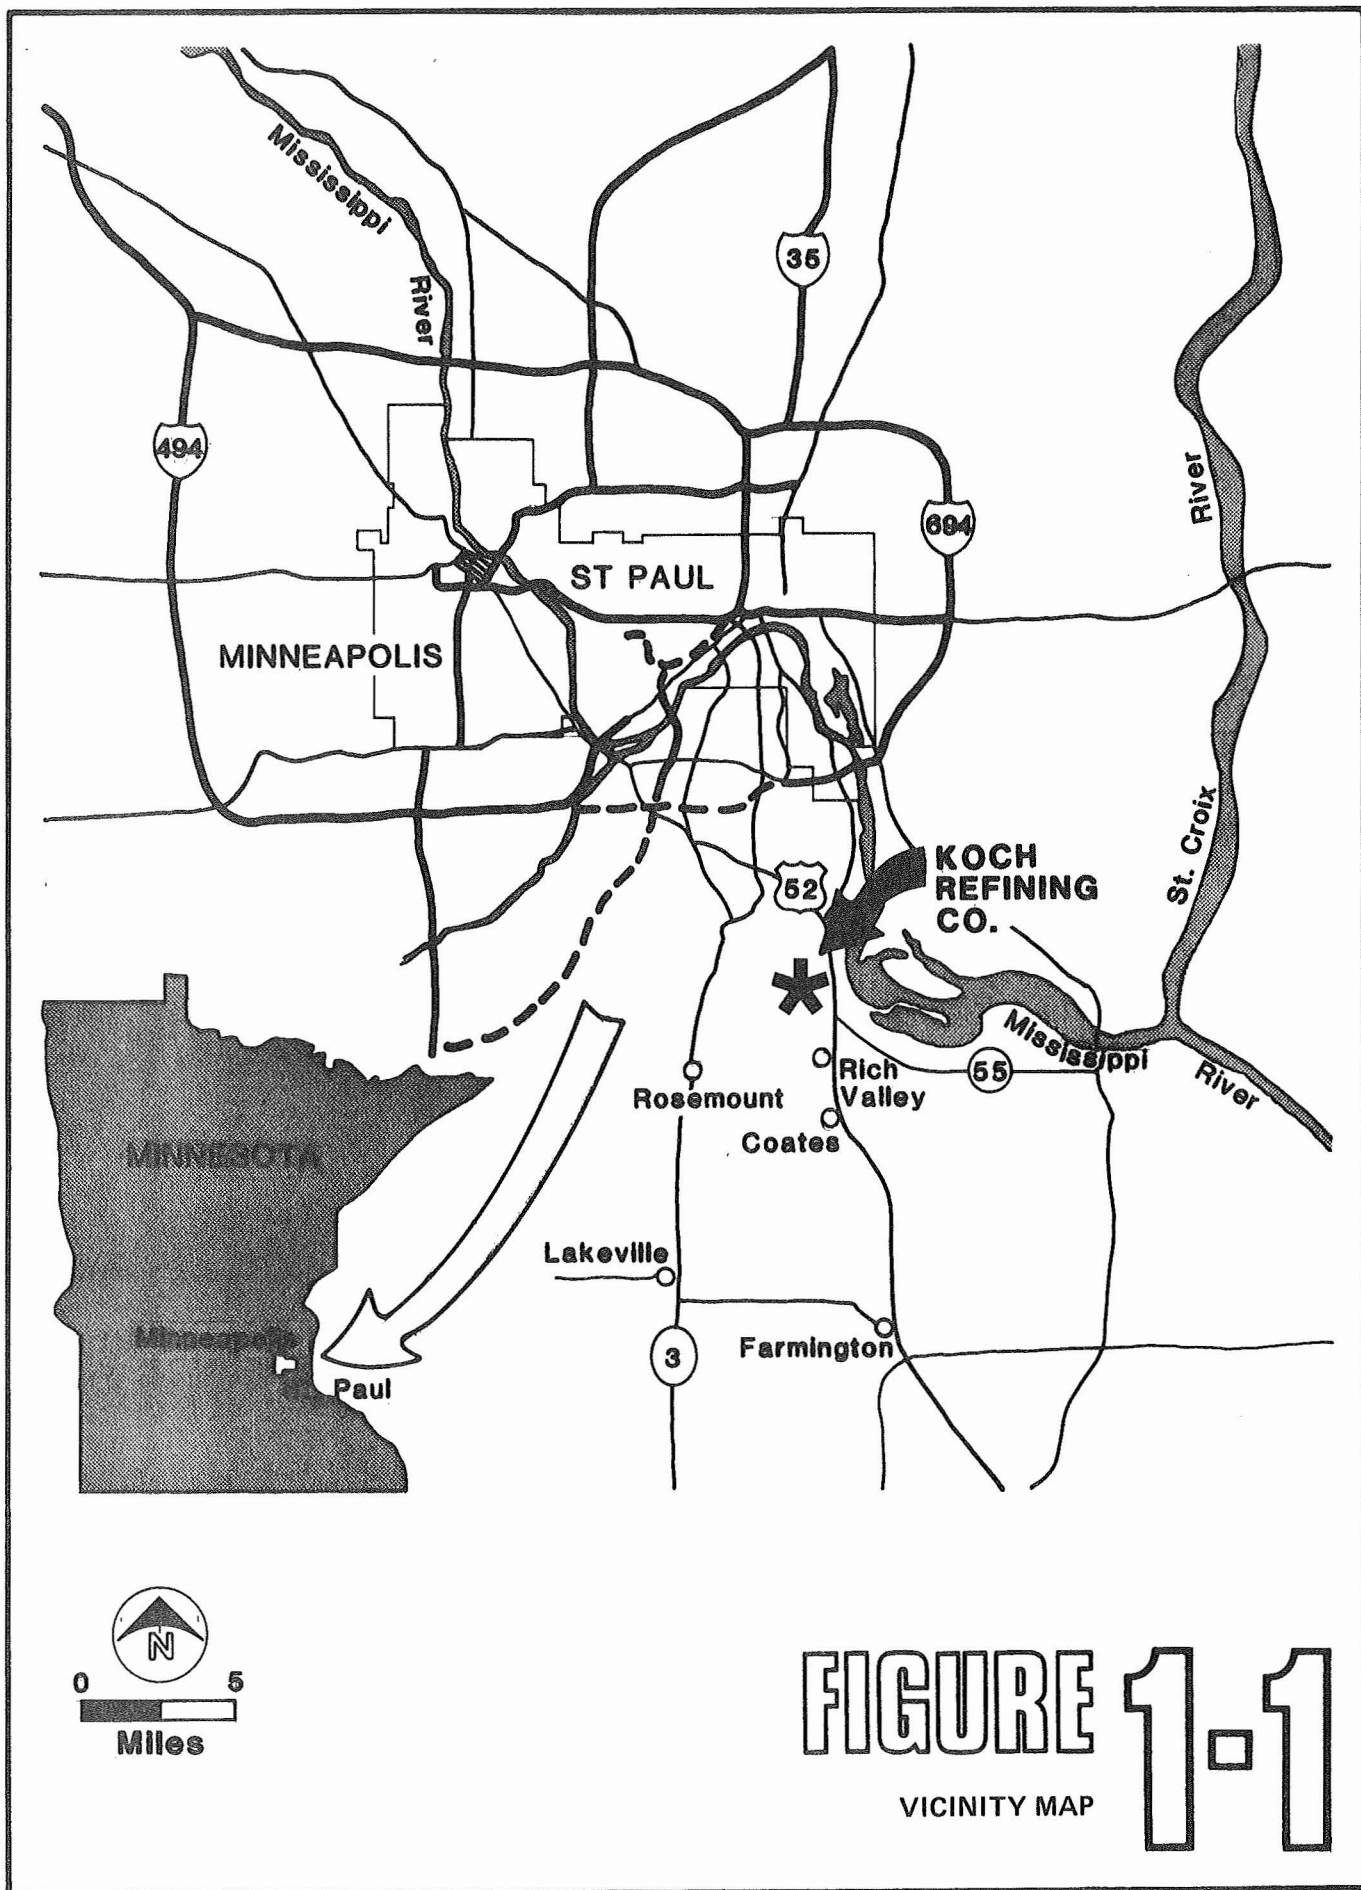 Mississippi
River
35
494
694
River
ST PAUL
MINNEAPOLIS
St. Croix
52
KOCH
REFINING
CO.
Mississippi
River
55
Rich
Valley
Rosemount
Coates
MINNESOTA
Lakeville
Minneapolis
3
Farmington
Paul
N
0 5
Miles
FIGURE 1-1
VICINITY MAP